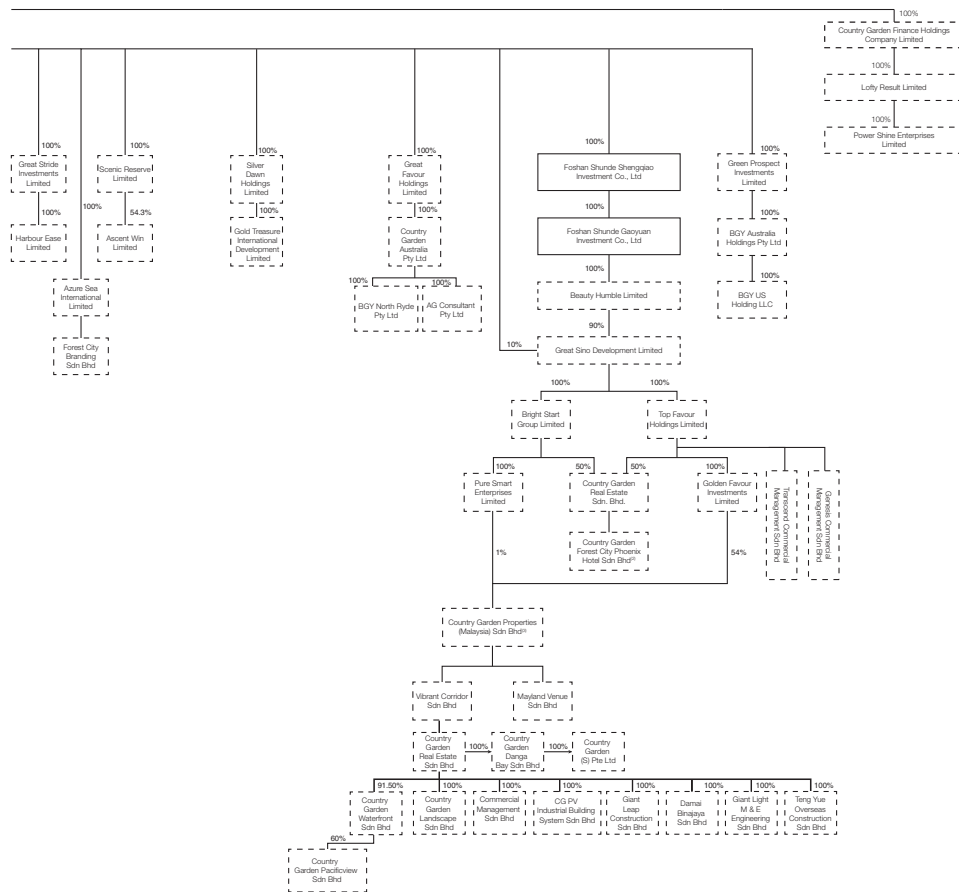 100%
Country Garden Finance Holdings
Company Limited
100%
Lofty Result Limited
100%
Power Shine Enterprises
Limited
100%
Great Stride
Investments
Limited
100%
Harbour Ease
Limited
100%
Scenic Reserve
Limited
54.3%
Ascent Win
Limited
100%
Azure Sea
International
Limited
Forest City
Branding
Sdn Bhd
100%
Silver
Dawn
Holdings
Limited
100%
Gold Treasure
International
Development
Limited
100%
Great
Favour
Holdings
Limited
100%
Country
Garden
Australia
Pty Ltd
100%
BGY North Ryde
Pty Ltd
100%
AG Consultant
Pty Ltd
100%
Foshan Shunde Shengqiao
Investment Co., Ltd
100%
Foshan Shunde Gaoyuan
Investment Co., Ltd
100%
Beauty Humble Limited
90%
10%
Great Sino Development Limited
100%
Green Prospect
Investments
Limited
100%
BGY Australia
Holdings Pty Ltd
100%
BGY US
Holding LLC
100%
100%
Bright Start
Group Limited
Top Favour
Holdings Limited
100%
Pure Smart
Enterprises
Limited
50%
50%
Country Garden
Real Estate
Sdn. Bhd.
100%
Golden Favour
Investments
Limited
Transcend Commercial
Management Sdn Bhd
Genesis Commercial
Management Sdn Bhd
1%
Country Garden
Forest City Phoenix
Hotel Sdn Bhd⁽²⁾
54%
Country Garden Properties
(Malaysia) Sdn Bhd⁽²⁾
Vibrant Corridor
Sdn Bhd
Mayland Venue
Sdn Bhd
Country
Garden
Real Estate
Sdn Bhd
100%
Country
Garden
Danga
Bay Sdn Bhd
100%
Country
Garden
(S) Pte Ltd
91.50%
Country
Garden
Waterfront
Sdn Bhd
100%
Country
Garden
Landscape
Sdn Bhd
100%
Commercial
Management
Sdn Bhd
100%
CG PV
Industrial Building
System Sdn Bhd
100%
Giant
Leap
Construction
Sdn Bhd
100%
Damai
Binajaya
Sdn Bhd
100%
Giant Light
M & E
Engineering
Sdn Bhd
100%
Teng Yue
Overseas
Construction
Sdn Bhd
60%
Country
Garden Pacificview
Sdn Bhd